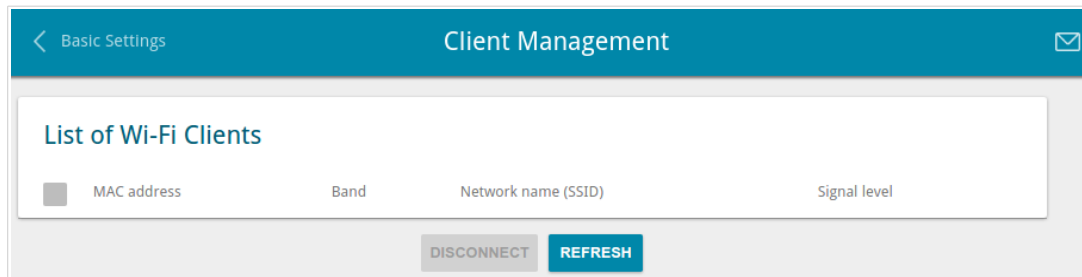 Basic Settings Client Management
List of Wi-Fi Clients
MAC address Band Network name (SSID) Signal level
DISCONNECT REFRESH